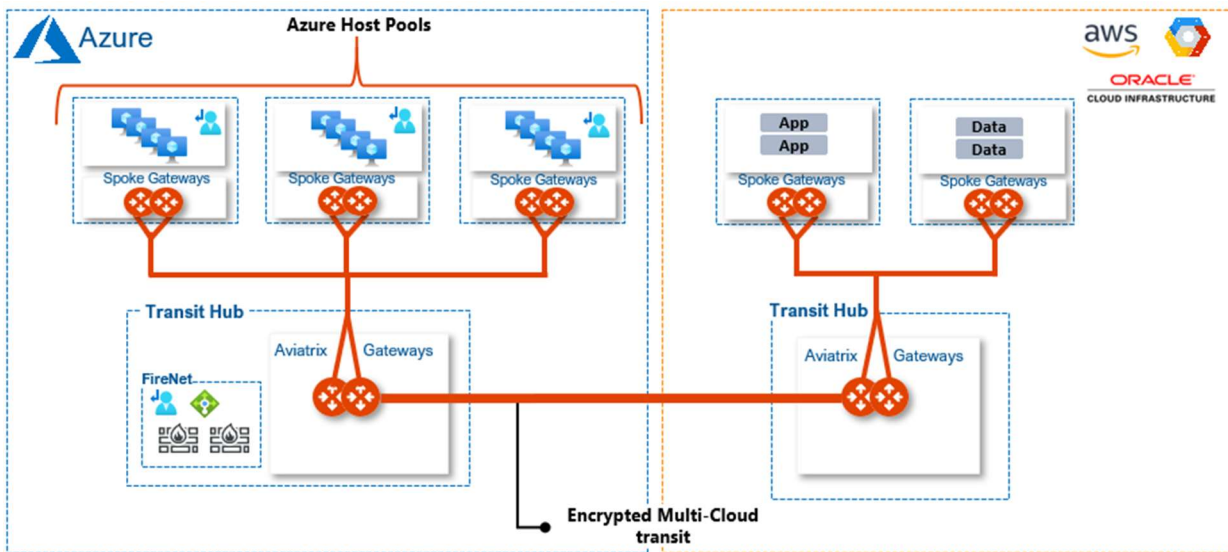 Azure
Azure Host Pools
Spoke Gateways
Spoke Gateways
Spoke Gateways
Transit Hub
Aviatrix Gateways
FireNet
aws
ORACLE
CLOUD INFRASTRUCTURE
App
App
Data
Data
Spoke Gateways
Spoke Gateways
Transit Hub
Aviatrix Gateways
Encrypted Multi-Cloud
transit